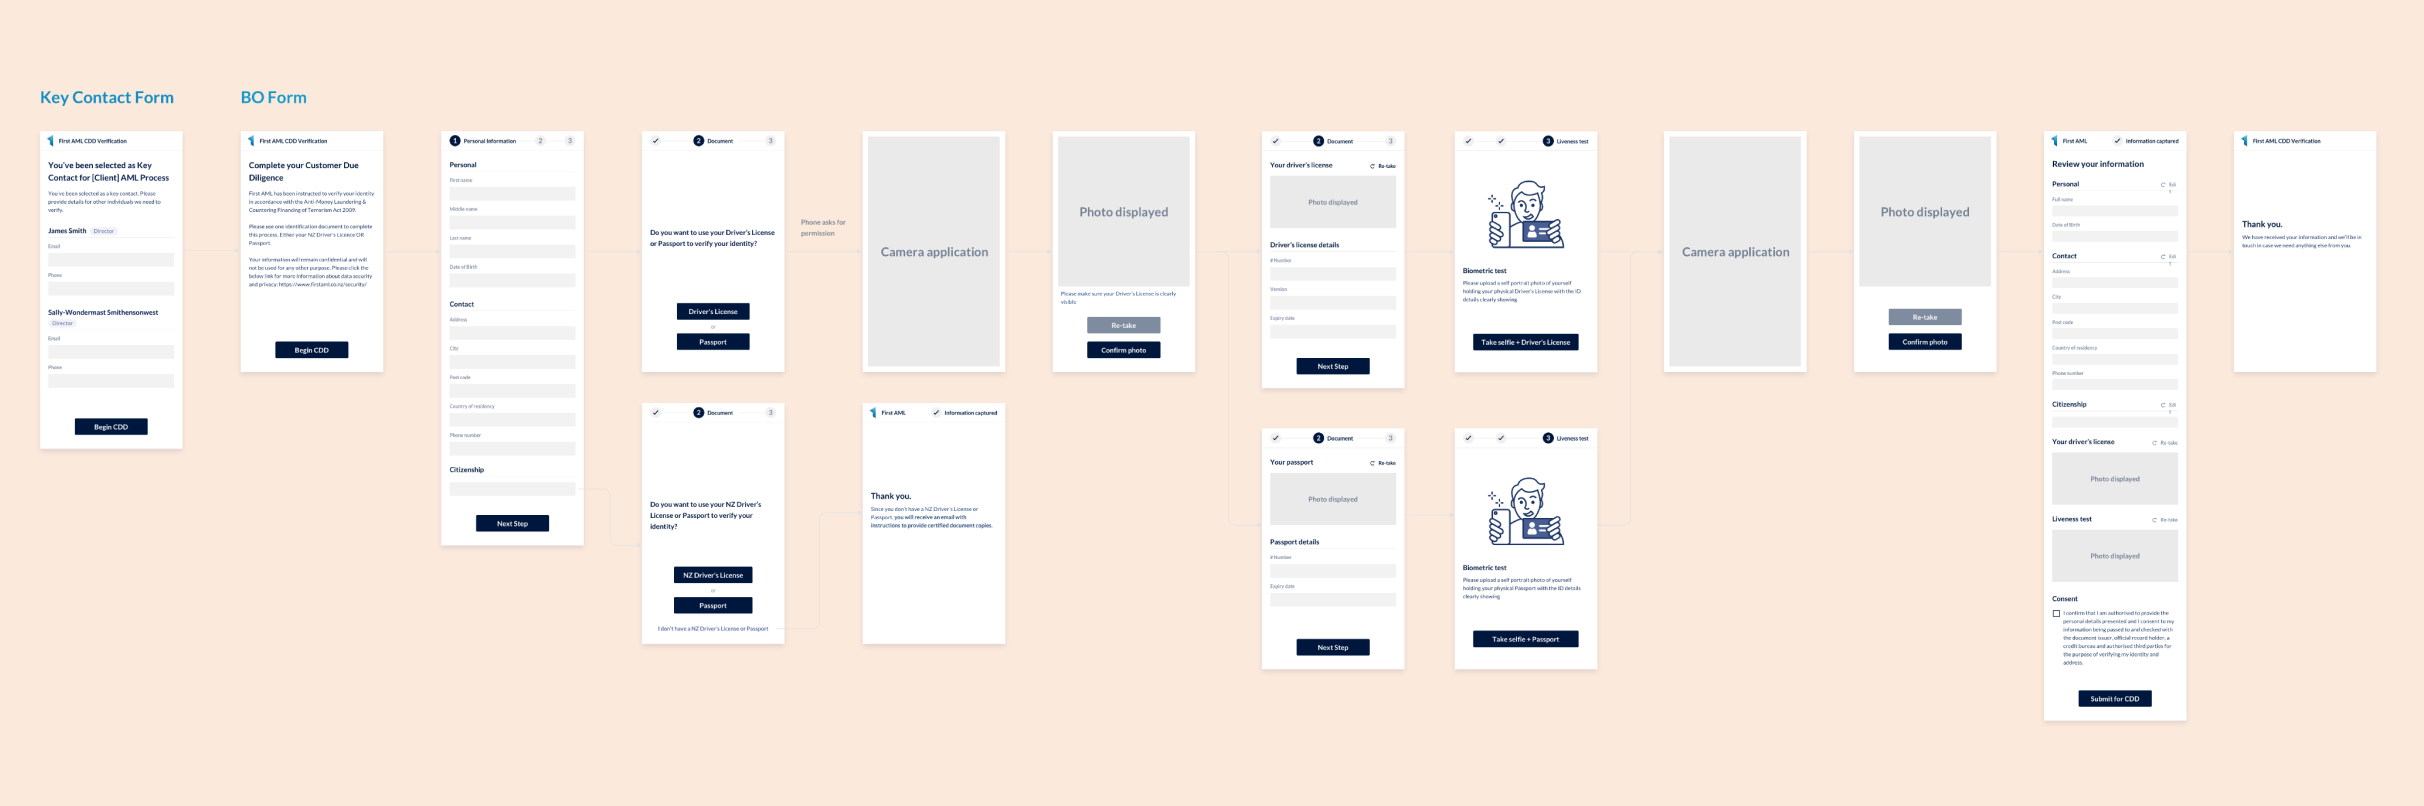 Key Contact Form
BO Form
First AML CDD Verification
You've been selected as Key
Contact for [Client] AML Process
You've been selected as a key contact. Please
provide details for other individuals we need to
verify.
James Smith Director
Email
Phone
Sally-Wondermast Smithensonwest
Director
Email
Phone
Begin CDD
First AML CDD Verification
Complete your Customer Due
Diligence
First AML has been instructed to verify your identity
in accordance with the Anti-Money Laundering &
Countering Financing of Terrorism Act 2009.
Please use one identification document to complete
this process. Either your NZ Driver's Licence OR
Passport.
Your information will remain confidential and will
not be used for any other purpose. Please click the
below link for more information about data security
and privacy: https://www.firstaml.co.nz/security/
Begin CDD
1 Personal Information 2 3
Personal
First name
Middle name
Last name
Date of Birth
Contact
Address
City
Post code
Country of residency
Phone number
Citizenship
Next Step
2 Document 3
Do you want to use your Driver's License
or Passport to verify your identity?
Driver's License
or
Passport
Phone asks for
permission
2 Document 3
Do you want to use your NZ Driver's
License or Passport to verify your
identity?
NZ Driver's License
or
Passport
I don't have a NZ Driver's License or Passport
Camera application
First AML Information captured
Thank you.
Since you don't have a NZ Driver's License or
Passport, you will receive an email with
instructions to provide certified document copies.
Photo displayed
Please make sure your Driver's License is clearly
visible
Re-take
Confirm photo
2 Document 3
Your driver's license Re-take
Photo displayed
Driver's license details
# Number
Version
Expiry date
Next Step
2 Document 3
Your passport Re-take
Photo displayed
Passport details
# Number
Expiry date
Next Step
3 Liveness test
Biometric test
Please upload a self portrait photo of yourself
holding your physical Driver's License with the ID
details clearly showing
Take selfie + Driver's License
3 Liveness test
Biometric test
Please upload a self portrait photo of yourself
holding your physical Passport with the ID details
clearly showing
Take selfie + Passport
Camera application
Photo displayed
Re-take
Confirm photo
First AML Information captured
Review your information
Personal Edi
t
Full name
Date of Birth
Contact Edi
t
Address
City
Post code
Country of residency
Phone number
Citizenship Edi
t
Your driver's license Re-take
Photo displayed
Liveness test Re-take
Photo displayed
Consent
I confirm that I am authorised to provide the
personal details presented and I consent to my
information being passed to and checked with
the document issuer, official record holder, a
credit bureau and authorised third parties for
the purpose of verifying my identity and
address.
Submit for CDD
First AML CDD Verification
Thank you.
We have received your information and we'll be in
touch in case we need anything else from you.